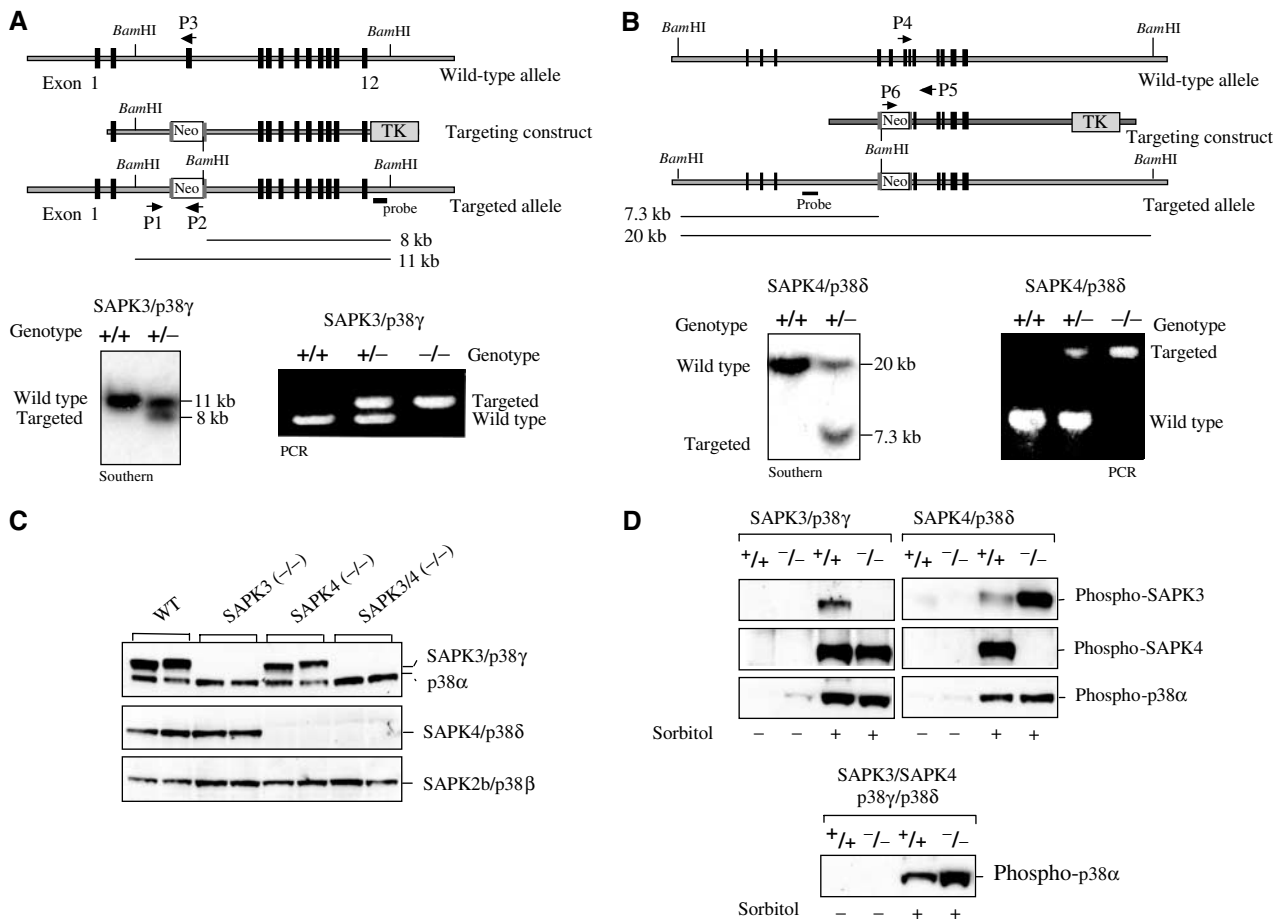 A
P3
BamHI
BamHI
Exon 1
12
Wild-type allele
BamHI
Neo
TK
Targeting construct
BamHI
BamHI
BamHI
Neo
Exon 1
Targeted allele
P1
P2
probe
8 kb
11 kb
SAPK3/p38γ
Genotype +/+ +/−
Wild type
11 kb
Targeted
8 kb
Southern
SAPK3/p38γ
+/+ +/− −/− Genotype
Targeted
Wild type
PCR
B
P4
BamHI
BamHI
Wild-type allele
P6
P5
Neo
TK
Targeting construct
BamHI
BamHI
BamHI
Neo
Probe
Targeted allele
7.3 kb
20 kb
SAPK4/p38δ
Genotype +/+ +/−
Wild type
20 kb
Targeted
7.3 kb
Southern
SAPK4/p38δ
+/+ +/− −/− Genotype
Targeted
Wild type
PCR
C
WT
SAPK3 (−/−)
SAPK4 (−/−)
SAPK3/4 (−/−)
SAPK3/p38γ
p38α
SAPK4/p38δ
SAPK2b/p38β
D
SAPK3/p38γ
SAPK4/p38δ
+/+ −/− +/+ −/− +/+ −/− +/+ −/−
Phospho-SAPK3
Phospho-SAPK4
Phospho-p38α
Sorbitol − − + + − − + +
SAPK3/SAPK4
p38γ/p38δ
+/+ −/− +/+ −/−
Phospho-p38α
Sorbitol − − + +